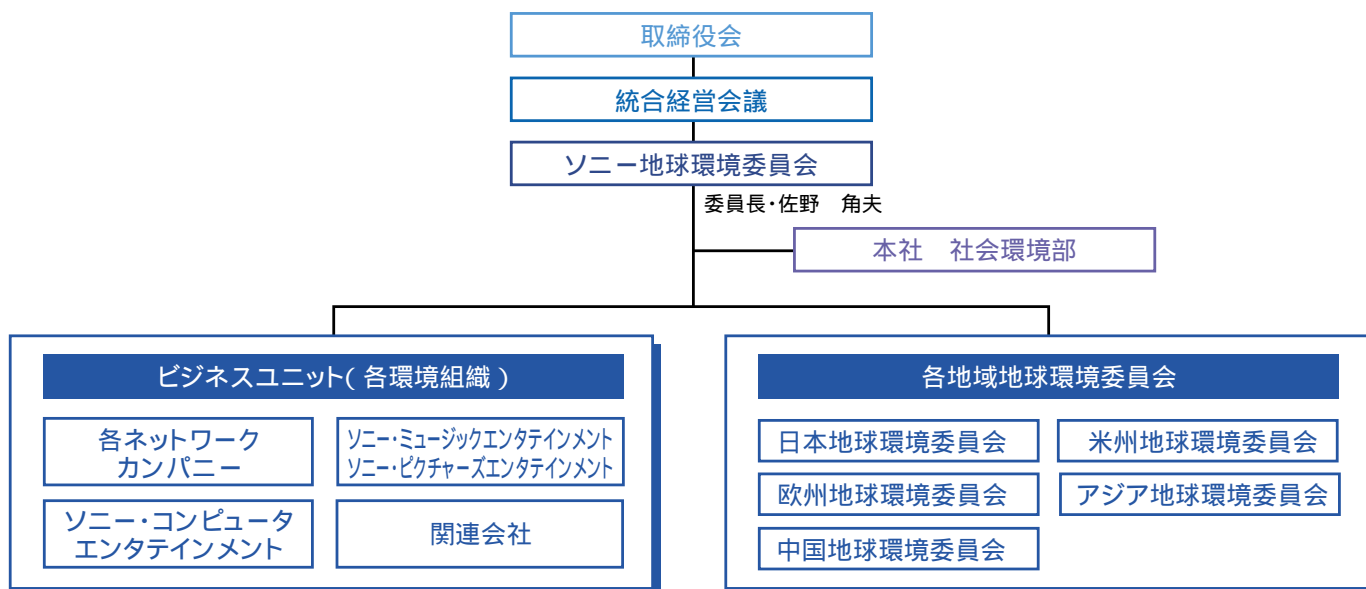 取締役会
統合経営会議
ソニー地球環境委員会
委員長・佐野　角夫
本社　社会環境部
ビジネスユニット(各環境組織)
各ネットワーク
カンパニー
ソニー・ミュージックエンタテインメント
ソニー・ピクチャーズエンタテインメント
ソニー・コンピュータ
エンタテインメント
関連会社
各地域地球環境委員会
日本地球環境委員会
米州地球環境委員会
欧州地球環境委員会
アジア地球環境委員会
中国地球環境委員会